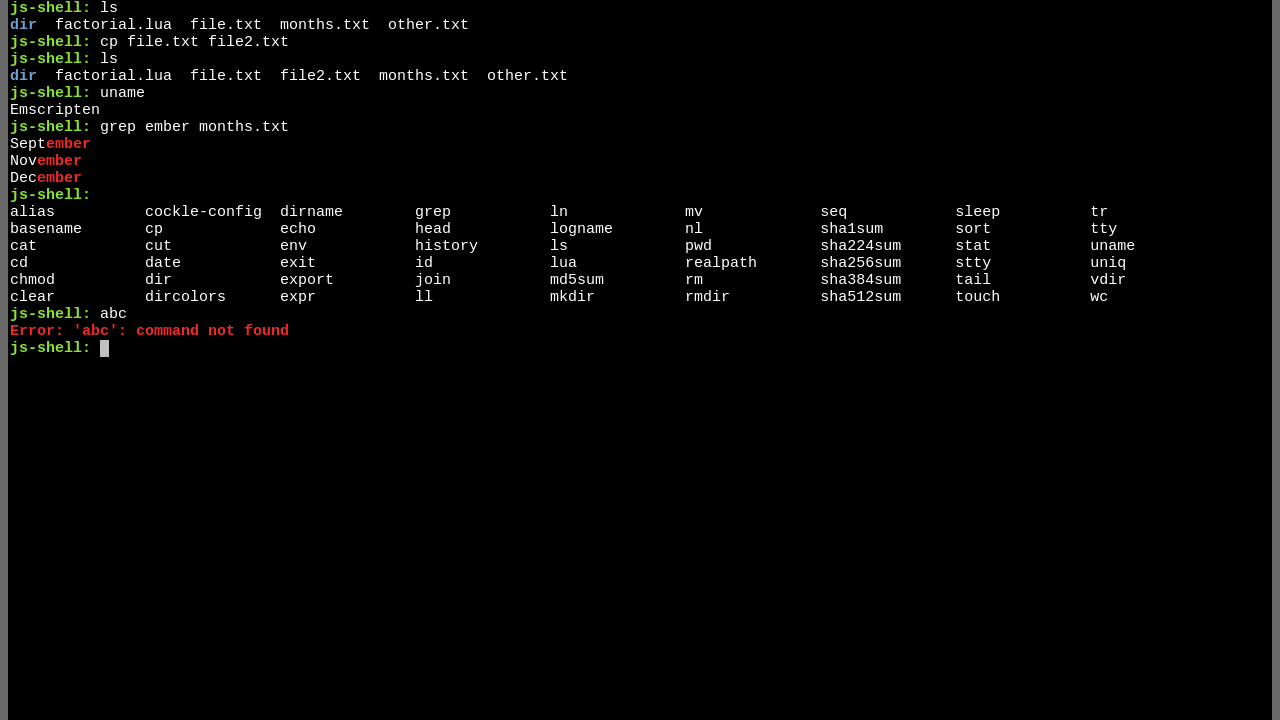 js-shell: ls
dir  factorial.lua  file.txt  months.txt  other.txt
js-shell: cp file.txt file2.txt
js-shell: ls
dir  factorial.lua  file.txt  file2.txt  months.txt  other.txt
js-shell: uname
Emscripten
js-shell: grep ember months.txt
September
November
December
js-shell:
alias          cockle-config  dirname        grep           ln             mv             seq            sleep          tr
basename       cp             echo           head           logname        nl             sha1sum        sort           tty
cat            cut            env            history        ls             pwd            sha224sum      stat           uname
cd             date           exit           id             lua            realpath       sha256sum      stty           uniq
chmod          dir            export         join           md5sum         rm             sha384sum      tail           vdir
clear          dircolors      expr           ll             mkdir          rmdir          sha512sum      touch          wc
js-shell: abc
Error: 'abc': command not found
js-shell: